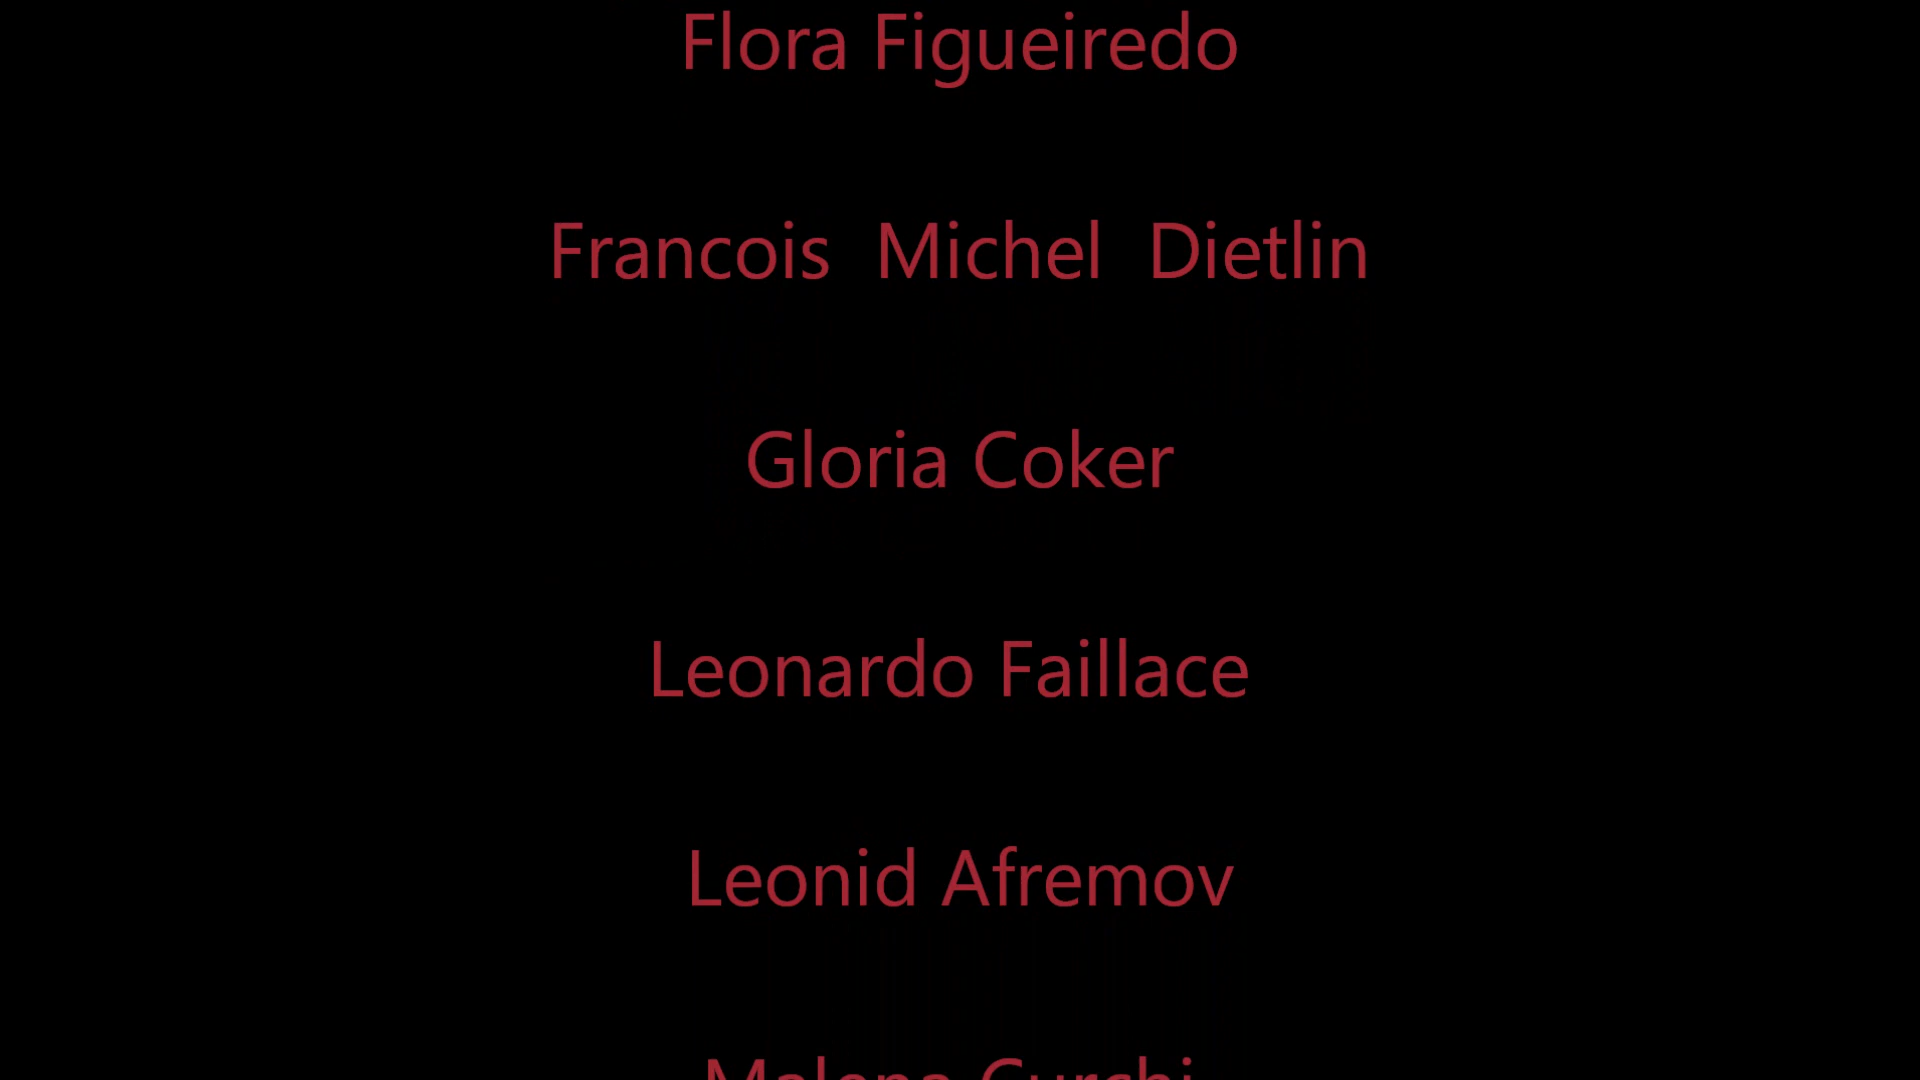 Flora Figueiredo
Francois Michel Dietlin
Gloria Coker
Leonardo Faillace
Leonid Afremov